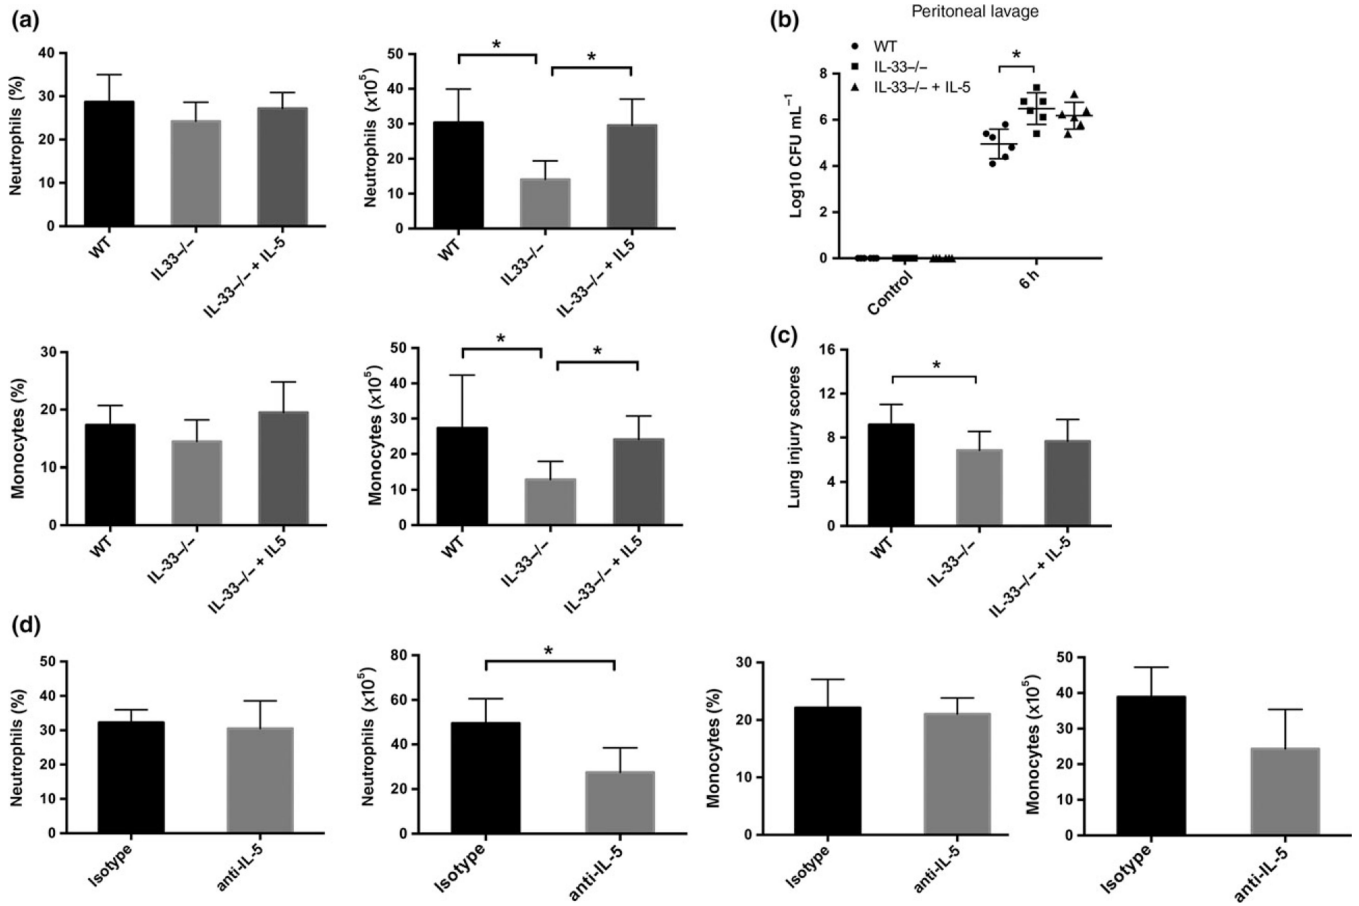 (a)
Neutrophils (%)
40
30
20
10
0
WT
IL33–/–
IL-33–/– + IL-5
Neutrophils (x10⁵)
50
40
30
20
10
0
*
*
WT
IL33–/–
IL-33–/– + IL5
Monocytes (%)
30
20
10
0
WT
IL-33–/–
IL-33–/– + IL5
Monocytes (x10⁵)
50
40
30
20
10
0
*
*
WT
IL-33–/–
IL-33–/– + IL5
(b)
Peritoneal lavage
WT
IL-33–/–
IL-33–/– + IL-5
Log10 CFU mL⁻¹
8
6
4
2
0
*
Control
6 h
(c)
Lung injury scores
16
12
8
4
0
*
WT
IL-33–/–
IL-33–/– + IL-5
(d)
Neutrophils (%)
50
40
30
20
10
0
Isotype
anti-IL-5
Neutrophils (x10⁵)
80
60
40
20
0
*
Isotype
anti-IL-5
Monocytes (%)
30
20
10
0
Isotype
anti-IL-5
Monocytes (x10⁵)
50
40
30
20
10
0
Isotype
anti-IL-5